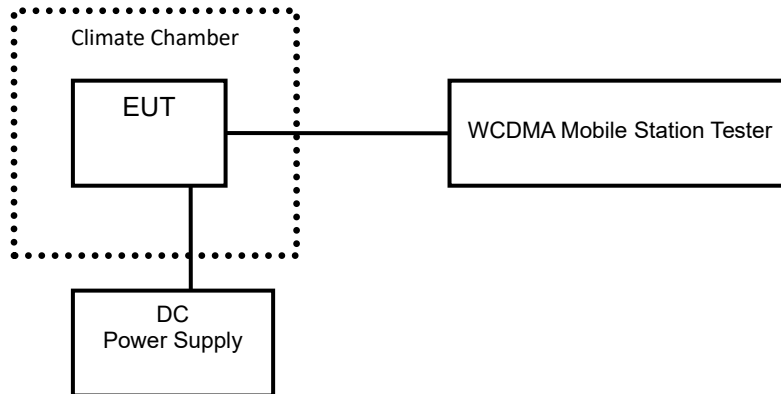 Climate Chamber
EUT
WCDMA Mobile Station Tester
DC
Power Supply